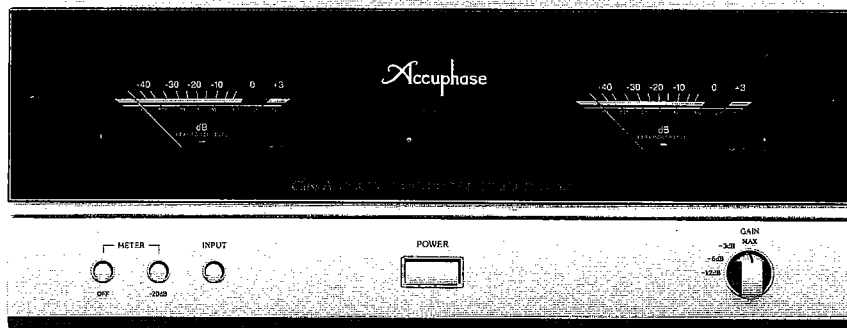 -40 -30 -20 -10 0 +3
dB
Accuphase
-40 -30 -20 -10 0 +3
dB
METER
INPUT
POWER
GAIN
MAX
-3dB
-6dB
-12dB
OFF
-20dB